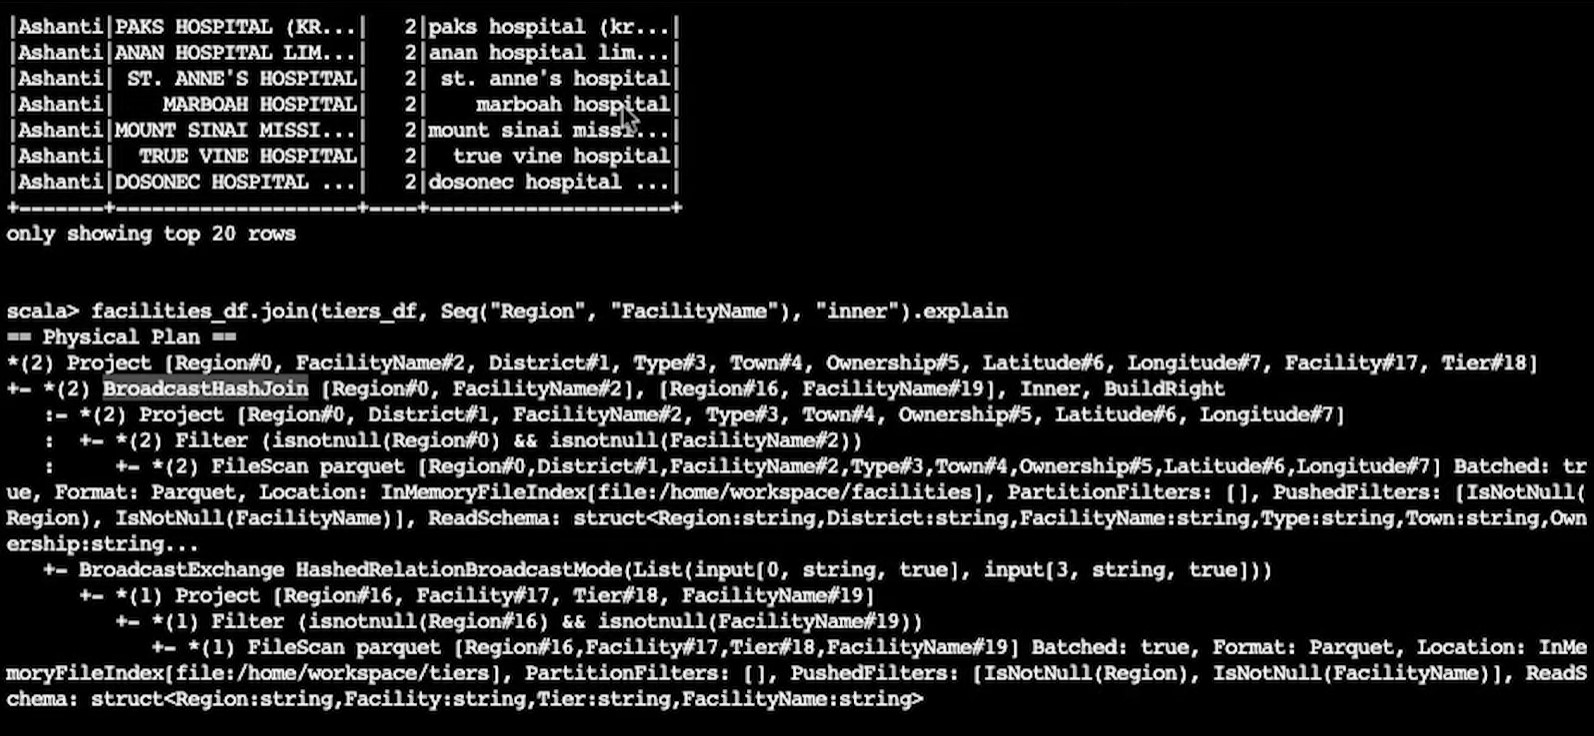 |Ashanti|PAKS HOSPITAL (KR...|   2|paks hospital (kr...|
|Ashanti|ANAN HOSPITAL LIM...|   2|anan hospital lim...|
|Ashanti| ST. ANNE'S HOSPITAL|   2| st. anne's hospital|
|Ashanti|    MARBOAH HOSPITAL|   2|    marboah hospital|
|Ashanti|MOUNT SINAI MISSI...|   2|mount sinai missi...|
|Ashanti|  TRUE VINE HOSPITAL|   2|  true vine hospital|
|Ashanti|DOSONEC HOSPITAL ...|   2|dosonec hospital ...|
+-------+--------------------+----+--------------------+
only showing top 20 rows
scala> facilities_df.join(tiers_df, Seq("Region", "FacilityName"), "inner").explain
== Physical Plan ==
*(2) Project [Region#0, FacilityName#2, District#1, Type#3, Town#4, Ownership#5, Latitude#6, Longitude#7, Facility#17, Tier#18]
+- *(2) BroadcastHashJoin [Region#0, FacilityName#2], [Region#16, FacilityName#19], Inner, BuildRight
   :- *(2) Project [Region#0, District#1, FacilityName#2, Type#3, Town#4, Ownership#5, Latitude#6, Longitude#7]
   :  +- *(2) Filter (isnotnull(Region#0) && isnotnull(FacilityName#2))
   :     +- *(2) FileScan parquet [Region#0,District#1,FacilityName#2,Type#3,Town#4,Ownership#5,Latitude#6,Longitude#7] Batched: tr
ue, Format: Parquet, Location: InMemoryFileIndex[file:/home/workspace/facilities], PartitionFilters: [], PushedFilters: [IsNotNull(
Region), IsNotNull(FacilityName)], ReadSchema: struct<Region:string,District:string,FacilityName:string,Type:string,Town:string,Own
ership:string...
   +- BroadcastExchange HashedRelationBroadcastMode(List(input[0, string, true], input[3, string, true]))
      +- *(1) Project [Region#16, Facility#17, Tier#18, FacilityName#19]
         +- *(1) Filter (isnotnull(Region#16) && isnotnull(FacilityName#19))
            +- *(1) FileScan parquet [Region#16,Facility#17,Tier#18,FacilityName#19] Batched: true, Format: Parquet, Location: InMe
moryFileIndex[file:/home/workspace/tiers], PartitionFilters: [], PushedFilters: [IsNotNull(Region), IsNotNull(FacilityName)], ReadS
chema: struct<Region:string,Facility:string,Tier:string,FacilityName:string>